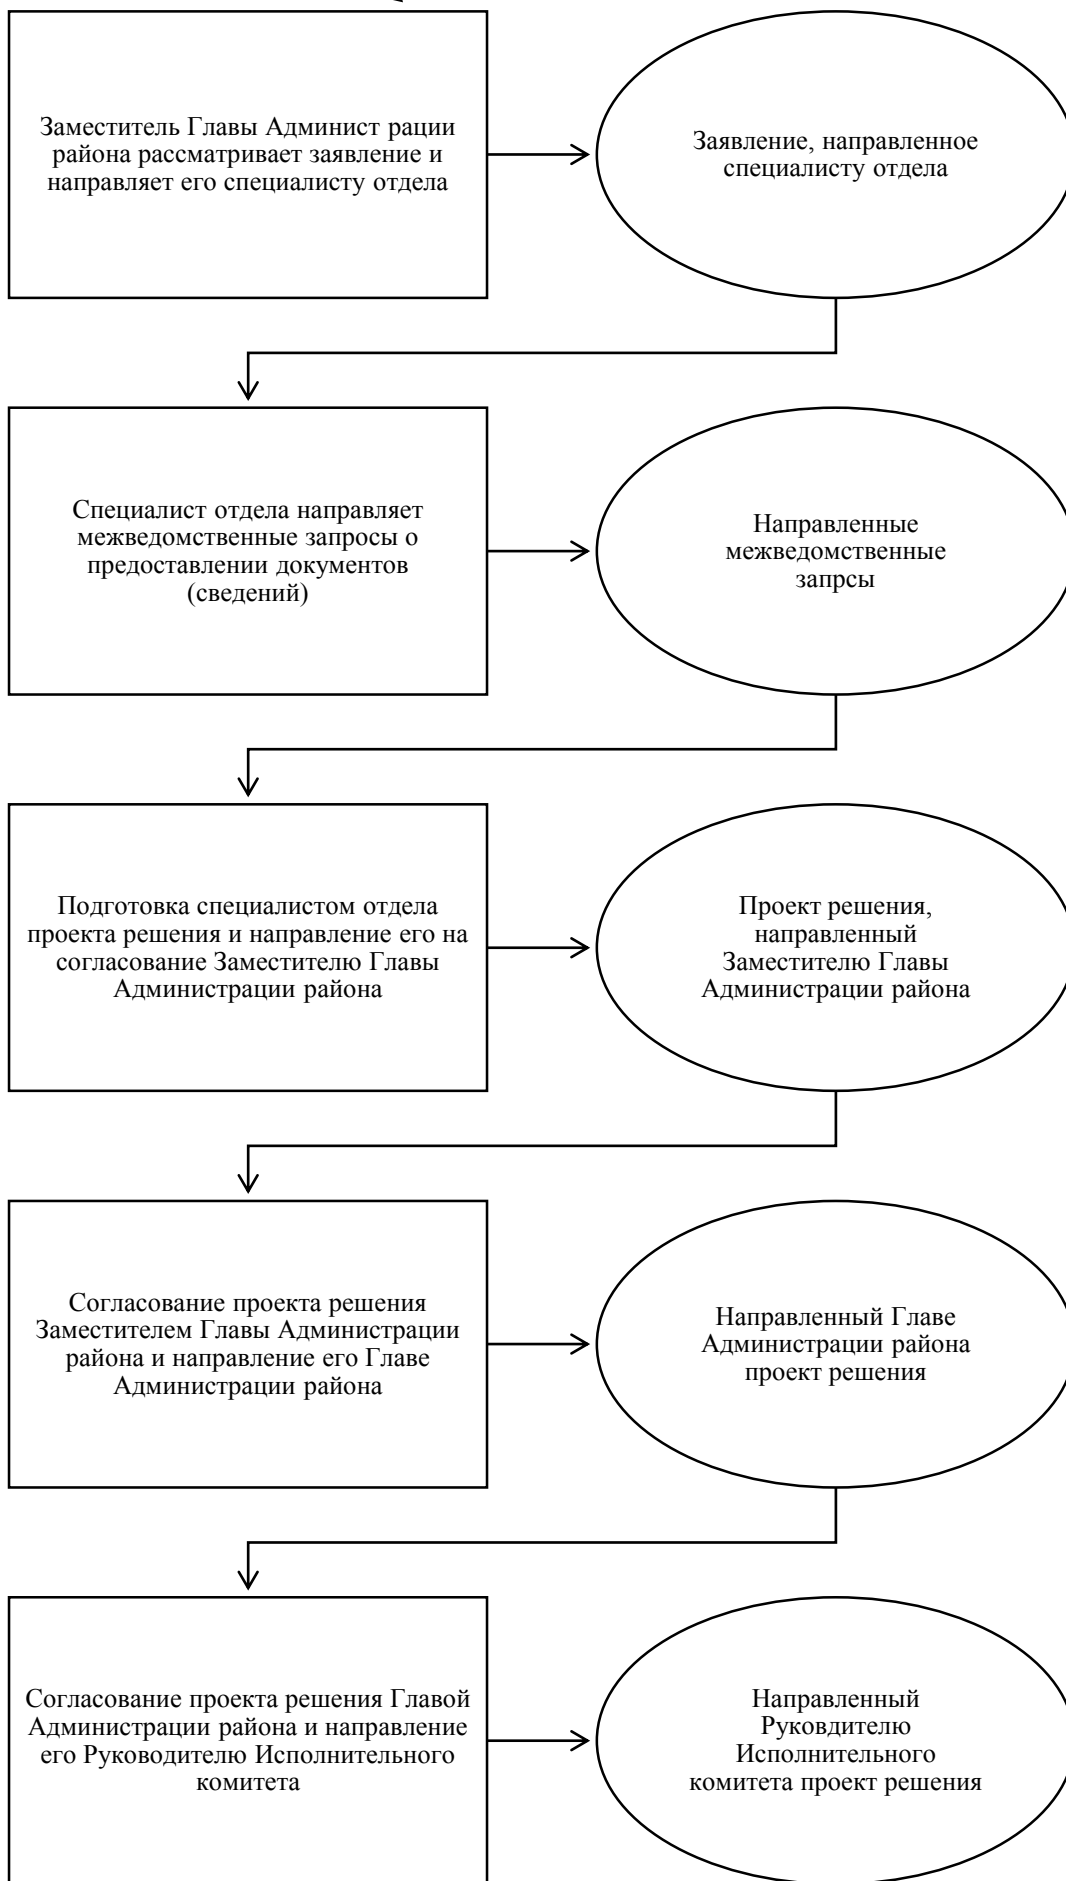 Заместитель Главы Админист рации
района рассматривает заявление и
направляет его специалисту отдела
Заявление, направленное
специалисту отдела
Специалист отдела направляет
межведомственные запросы о
предоставлении документов
(сведений)
Направленные
межведомственные
запрсы
Подготовка специалистом отдела
проекта решения и направление его на
согласование Заместителю Главы
Администрации района
Проект решения,
направленный
Заместителю Главы
Администрации района
Согласование проекта решения
Заместителем Главы Администрации
района и направление его Главе
Администрации района
Направленный Главе
Администрации района
проект решения
Согласование проекта решения Главой
Администрации района и направление
его Руководителю Исполнительного
комитета
Направленный
Руковдителю
Исполнительного
комитета проект решения